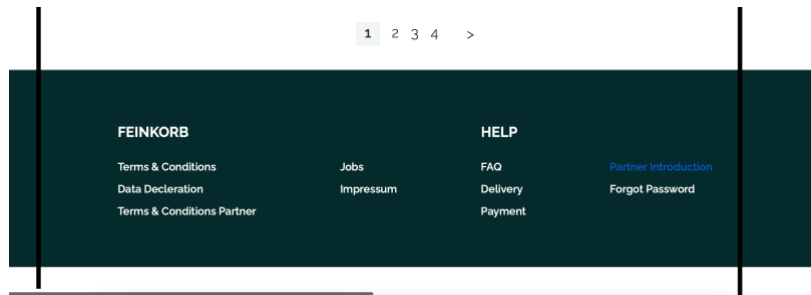 1 2 3 4 >
FEINKORB
Terms & Conditions
Data Decleration
Terms & Conditions Partner
Jobs
Impressum
HELP
FAQ
Delivery
Payment
Partner Introduction
Forgot Password